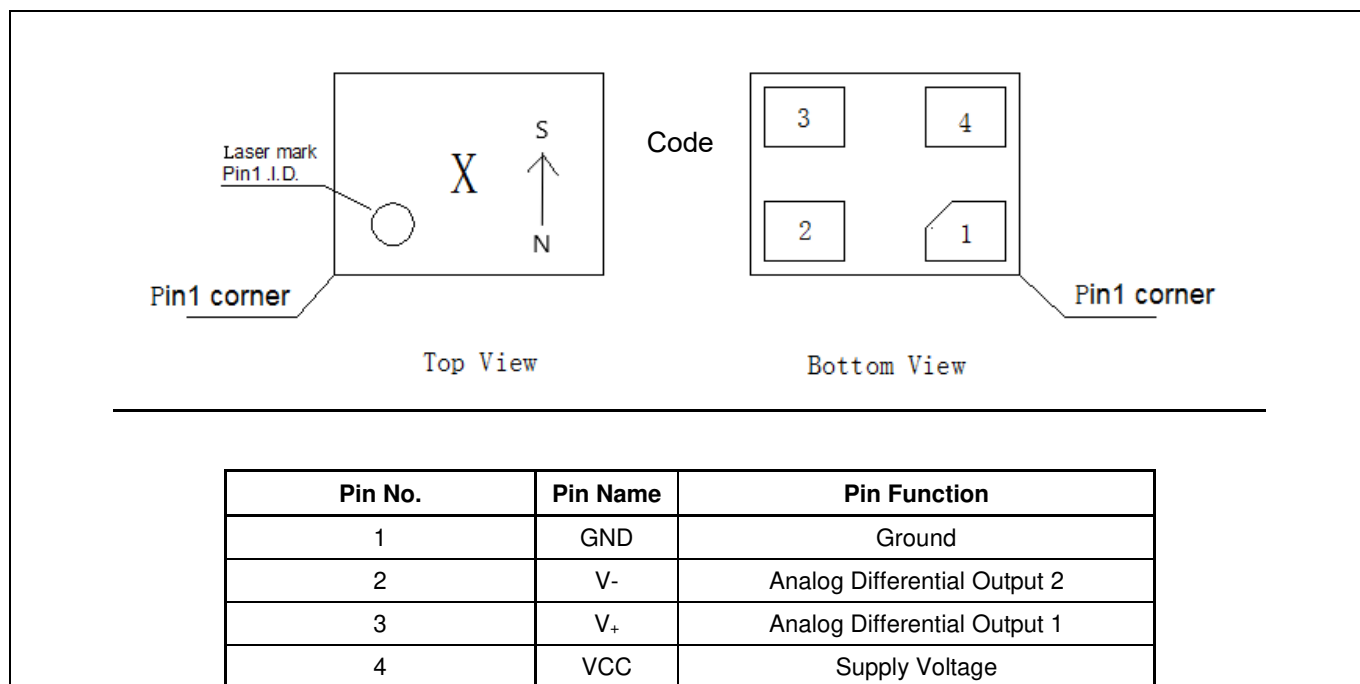 Laser mark
Pin1 .I.D.
X
S
N
Pin1 corner
Top View
Code
3
4
2
1
Pin1 corner
Bottom View
Pin No. Pin Name Pin Function
1 GND Ground
2 V- Analog Differential Output 2
3 V+ Analog Differential Output 1
4 VCC Supply Voltage